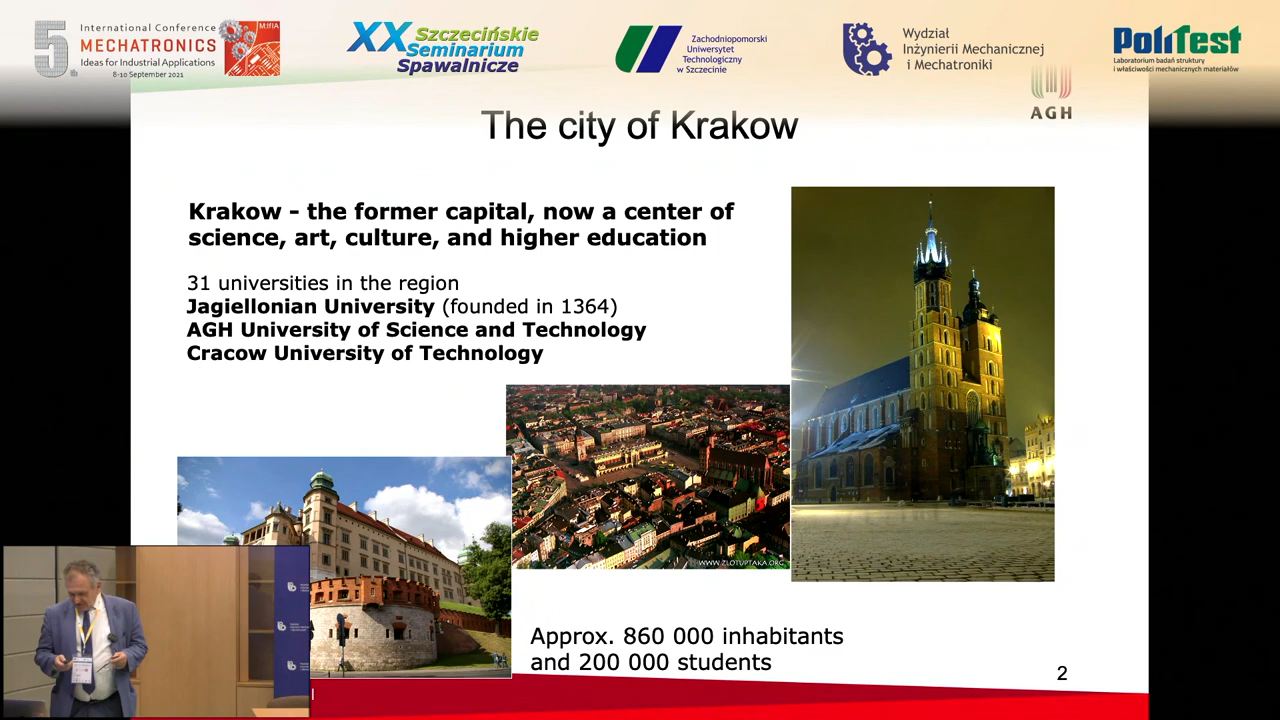 5th
International Conference
MECHATRONICS
Ideas for Industrial Applications
8-10 September 2021
M:IfIA
XX Szczecińskie
Seminarium
Spawalnicze
Zachodniopomorski
Uniwersytet
Technologiczny
w Szczecinie
Wydział
Inżynierii Mechanicznej
i Mechatroniki
PoliTest
Laboratorium badań struktury
i właściwości mechanicznych materiałów
AGH
The city of Krakow
Krakow - the former capital, now a center of
science, art, culture, and higher education
31 universities in the region
Jagiellonian University (founded in 1364)
AGH University of Science and Technology
Cracow University of Technology
WWW.ZLOTUPTAKA.ORG
Approx. 860 000 inhabitants
and 200 000 students
2